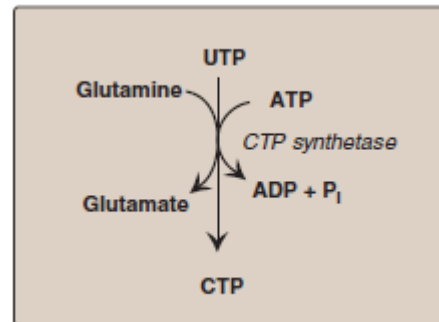 UTP
Glutamine
ATP
CTP synthetase
Glutamate
ADP + PI
CTP